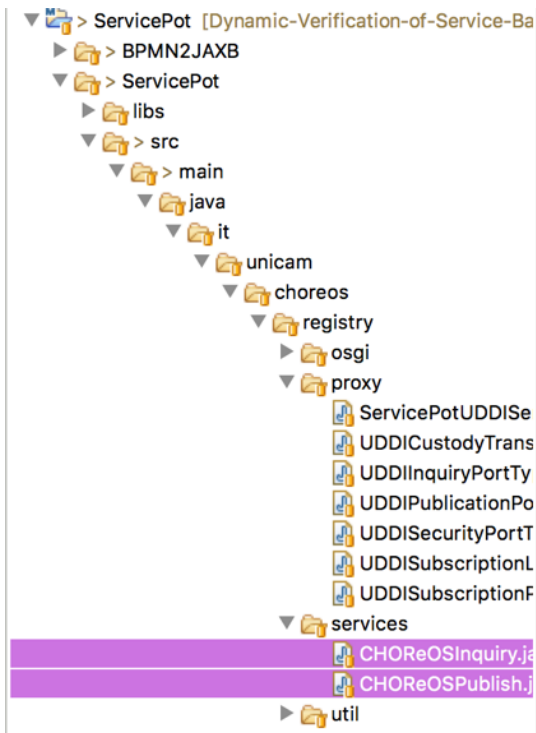 > ServicePot [Dynamic-Verification-of-Service-Ba
> BPMN2JAXB
> ServicePot
libs
> src
> main
java
it
unicam
choreos
registry
osgi
proxy
ServicePotUDDISe
UDDICustodyTrans
UDDIInquiryPortTy
UDDIPublicationPo
UDDISecurityPortT
UDDISubscriptionL
UDDISubscriptionP
services
CHOReOSInquiry.ja
CHOReOSPublish.j
util